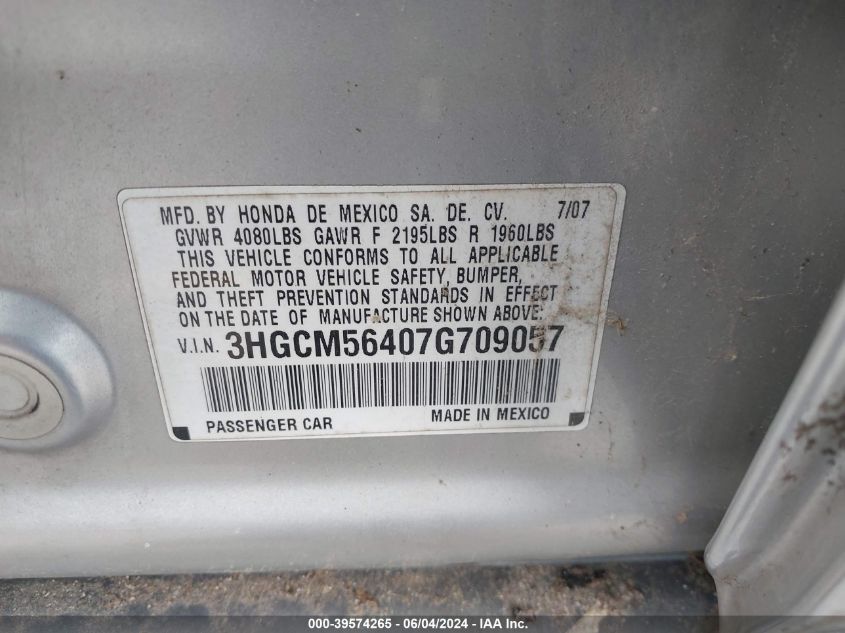 MFD. BY HONDA DE MEXICO SA. DE. CV. 7/07
GVWR 4080LBS GAWR F 2195LBS R 1960LBS
THIS VEHICLE CONFORMS TO ALL APPLICABLE
FEDERAL MOTOR VEHICLE SAFETY, BUMPER,
AND THEFT PREVENTION STANDARDS IN EFFECT
ON THE DATE OF MANUFACTURE SHOWN ABOVE:
V.I.N. 3HGCM56407G709057
PASSENGER CAR MADE IN MEXICO
000-39574265 - 06/04/2024 - IAAI.com